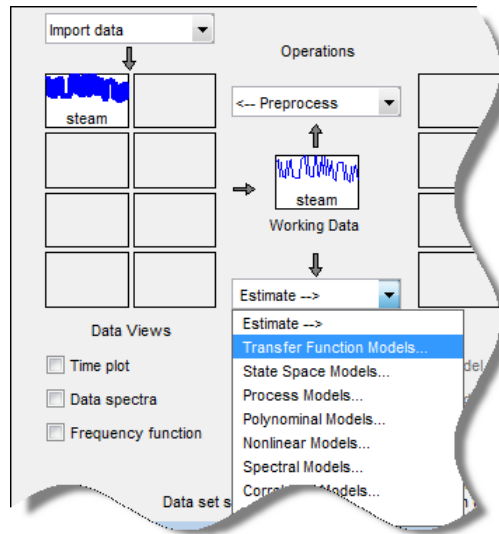 Import data
Operations
<-- Preprocess
steam
steam
Working Data
Estimate -->
Data Views
Estimate -->
Transfer Function Models...
Time plot
State Space Models...
Data spectra
Process Models...
Polynominal Models...
Frequency function
Nonlinear Models...
Spectral Models...
Data set s
Models...